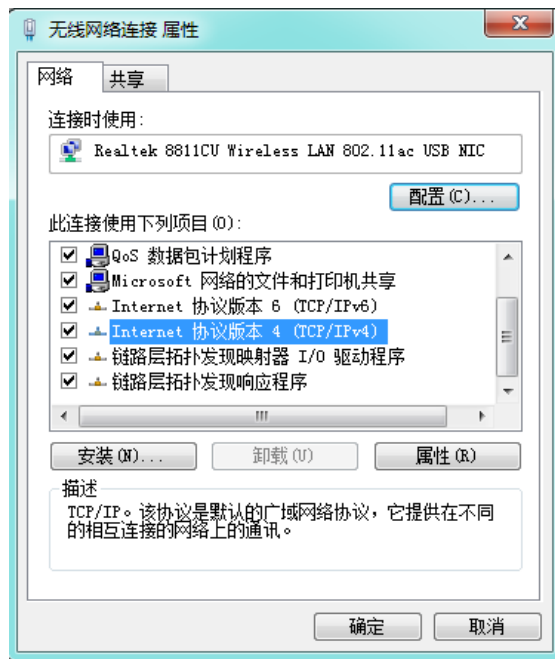 无线网络连接 属性
网络
共享
连接时使用:
Realtek 8811CU Wireless LAN 802.11ac USB NIC
配置(C)...
此连接使用下列项目(O):
QoS 数据包计划程序
Microsoft 网络的文件和打印机共享
Internet 协议版本 6 (TCP/IPv6)
Internet 协议版本 4 (TCP/IPv4)
链路层拓扑发现映射器 I/O 驱动程序
链路层拓扑发现响应程序
安装(N)...
卸载(U)
属性(R)
描述
TCP/IP。该协议是默认的广域网络协议，它提供在不同
的相互连接的网络上的通讯。
确定
取消